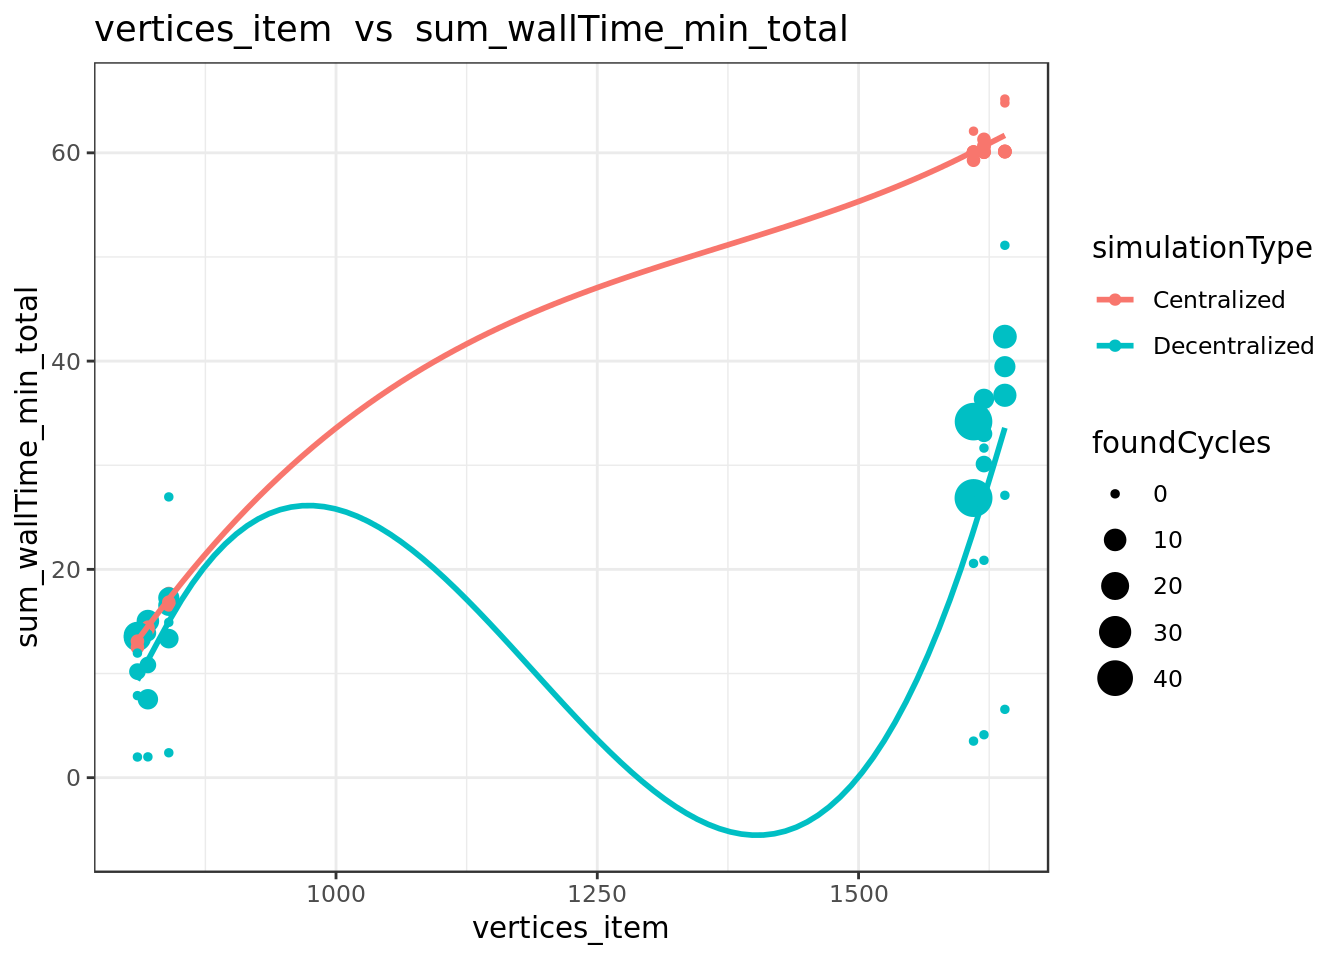 vertices_item vs sum_wallTime_min_total
sum_wallTime_min_total
60
40
20
0
1000
1250
1500
vertices_item
simulationType
Centralized
Decentralized
foundCycles
0
10
20
30
40